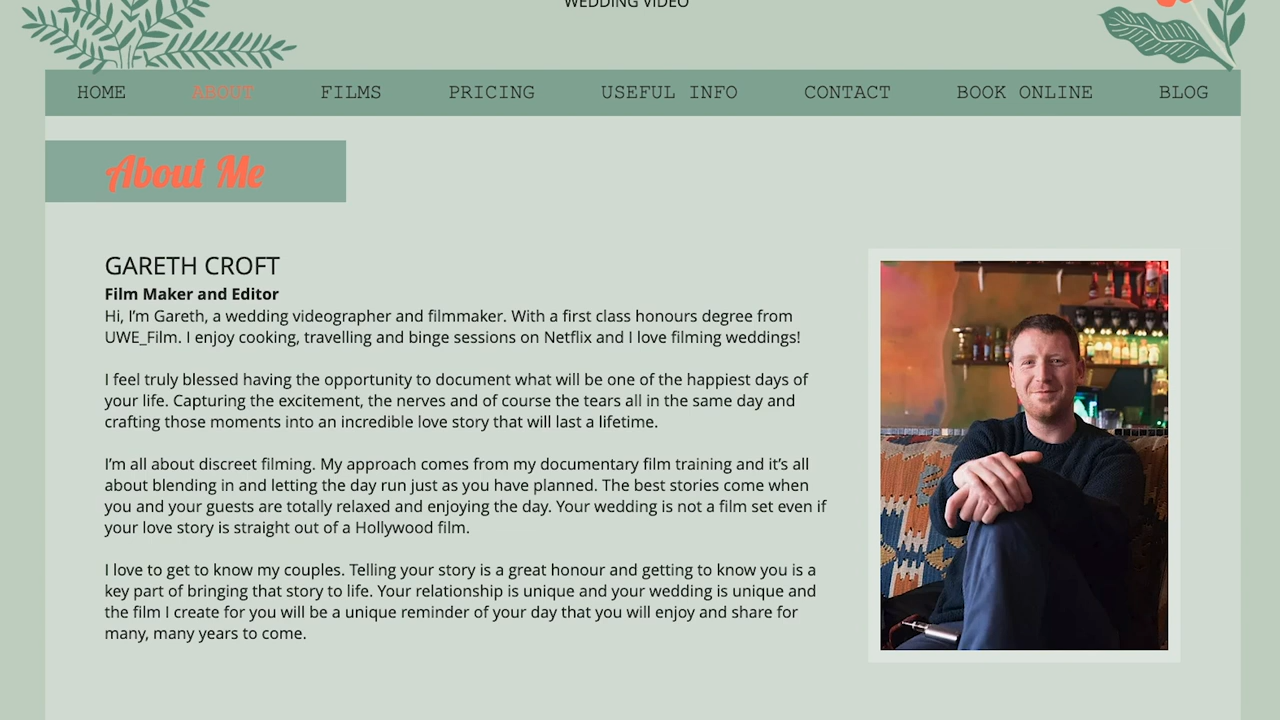 WEDDING VIDEO
HOME ABOUT FILMS PRICING USEFUL INFO CONTACT BOOK ONLINE BLOG
About Me
GARETH CROFT
Film Maker and Editor
Hi, I'm Gareth, a wedding videographer and filmmaker. With a first class honours degree from
UWE_Film. I enjoy cooking, travelling and binge sessions on Netflix and I love filming weddings!
I feel truly blessed having the opportunity to document what will be one of the happiest days of
your life. Capturing the excitement, the nerves and of course the tears all in the same day and
crafting those moments into an incredible love story that will last a lifetime.
I'm all about discreet filming. My approach comes from my documentary film training and it's all
about blending in and letting the day run just as you have planned. The best stories come when
you and your guests are totally relaxed and enjoying the day. Your wedding is not a film set even if
your love story is straight out of a Hollywood film.
I love to get to know my couples. Telling your story is a great honour and getting to know you is a
key part of bringing that story to life. Your relationship is unique and your wedding is unique and
the film I create for you will be a unique reminder of your day that you will enjoy and share for
many, many years to come.